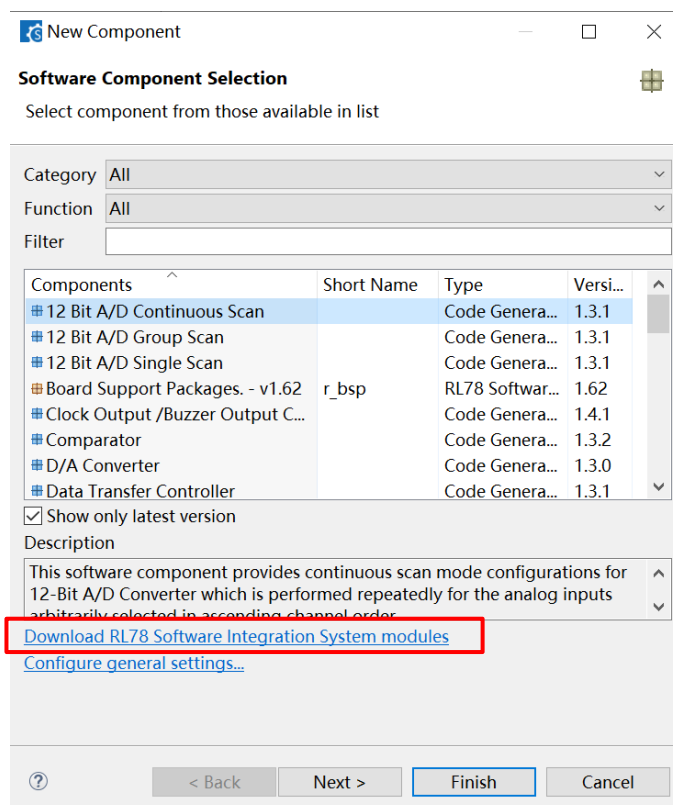 New Component
Software Component Selection
Select component from those available in list
Category All
Function All
Filter
Components Short Name Type Versi...
12 Bit A/D Continuous Scan Code Genera... 1.3.1
12 Bit A/D Group Scan Code Genera... 1.3.1
12 Bit A/D Single Scan Code Genera... 1.3.1
Board Support Packages. - v1.62 r_bsp RL78 Softwar... 1.62
Clock Output /Buzzer Output C... Code Genera... 1.4.1
Comparator Code Genera... 1.3.2
D/A Converter Code Genera... 1.3.0
Data Transfer Controller Code Genera... 1.3.1
Show only latest version
Description
This software component provides continuous scan mode configurations for
12-Bit A/D Converter which is performed repeatedly for the analog inputs
arbitrarily selected in ascending channel order
Download RL78 Software Integration System modules
Configure general settings...
? < Back Next > Finish Cancel